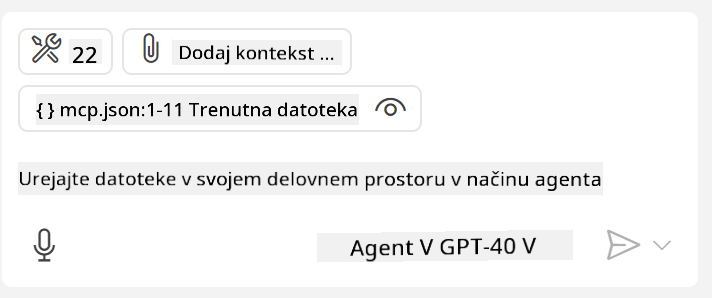 22
Dodaj kontekst ...
{ } mcp.json:1-11 Trenutna datoteka
Urejajte datoteke v svojem delovnem prostoru v načinu agenta
Agent V GPT-40 V